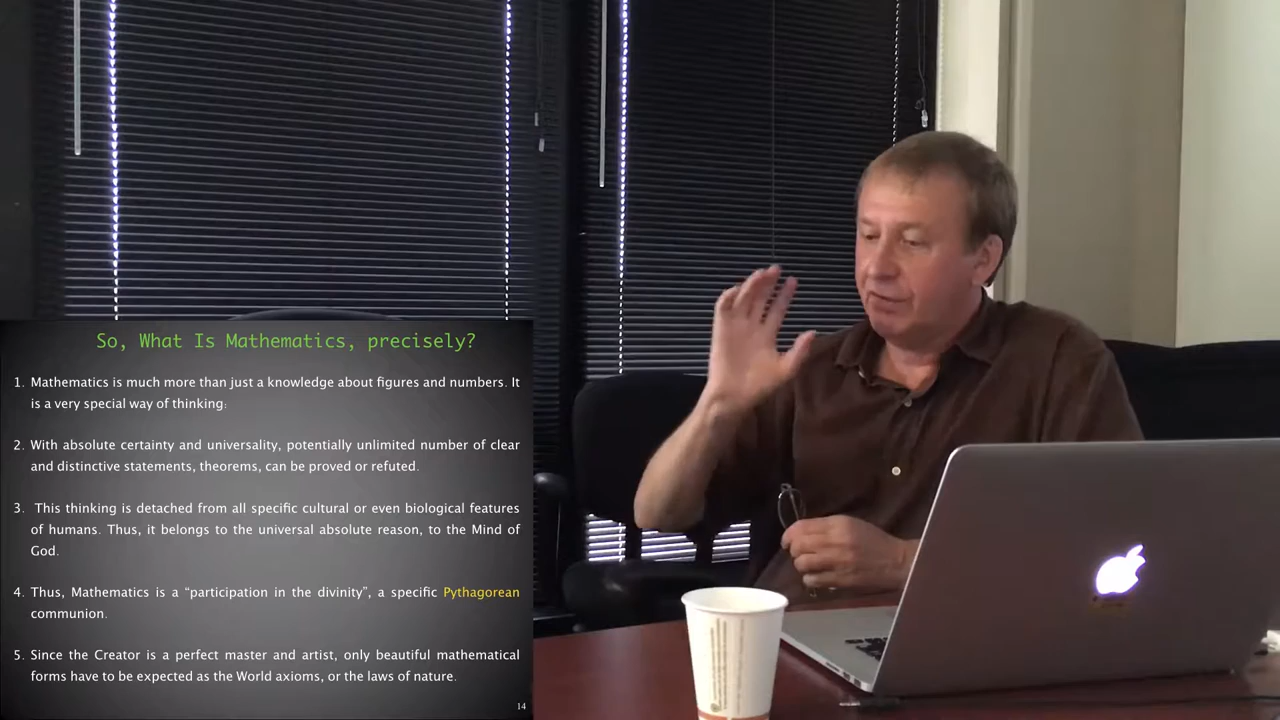 So, What Is Mathematics, precisely?
1. Mathematics is much more than just a knowledge about figures and numbers. It
is a very special way of thinking:
2. With absolute certainty and universality, potentially unlimited number of clear
and distinctive statements, theorems, can be proved or refuted.
3. This thinking is detached from all specific cultural or even biological features
of humans. Thus, it belongs to the universal absolute reason, to the Mind of
God.
4. Thus, Mathematics is a “participation in the divinity”, a specific Pythagorean
communion.
5. Since the Creator is a perfect master and artist, only beautiful mathematical
forms have to be expected as the World axioms, or the laws of nature.
14